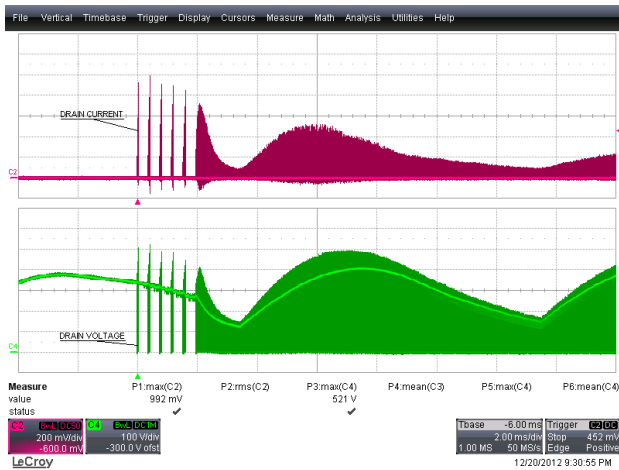 File Vertical Timebase Trigger Display Cursors Measure Math Analysis Utilities Help
DRAIN CURRENT
C2
DRAIN VOLTAGE
C4
Measure P1:max(C2) P2:rms(C2) P3:max(C4) P4:mean(C3) P5:max(C4) P6:mean(C4)
value 992 mV 521 V
status
C2 BwL DC50 C4 BwL DC1M Tbase -6.00 ms Trigger C2 DC
200 mV/div 100 V/div 2.00 ms/div Stop 452 mV
-600.0 mV -300.0 V ofst 1.00 MS 50 MS/s Edge Positive
LeCroy 12/20/2012 9:30:55 PM